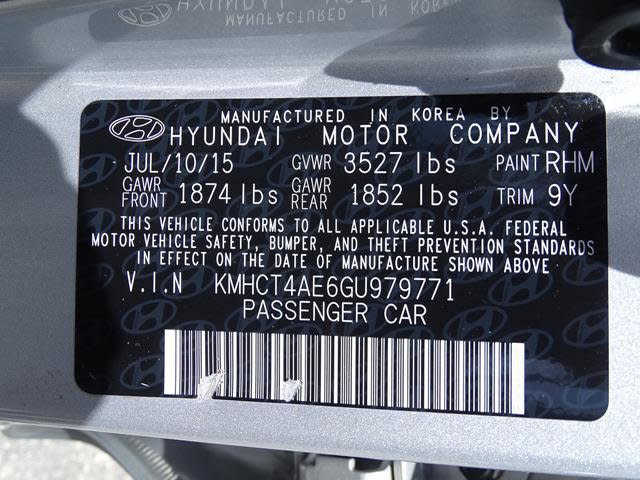 MANUFACTURED IN KOREA BY
HYUNDAI MOTOR COMPANY
JUL/10/15 GVWR 3527 lbs PAINT RHM
GAWR FRONT 1874 lbs GAWR REAR 1852 lbs TRIM 9Y
THIS VEHICLE CONFORMS TO ALL APPLICABLE U.S.A. FEDERAL
MOTOR VEHICLE SAFETY, BUMPER, AND THEFT PREVENTION STANDARDS
IN EFFECT ON THE DATE OF MANUFACTURE SHOWN ABOVE
V.I.N KMHCT4AE6GU979771
PASSENGER CAR